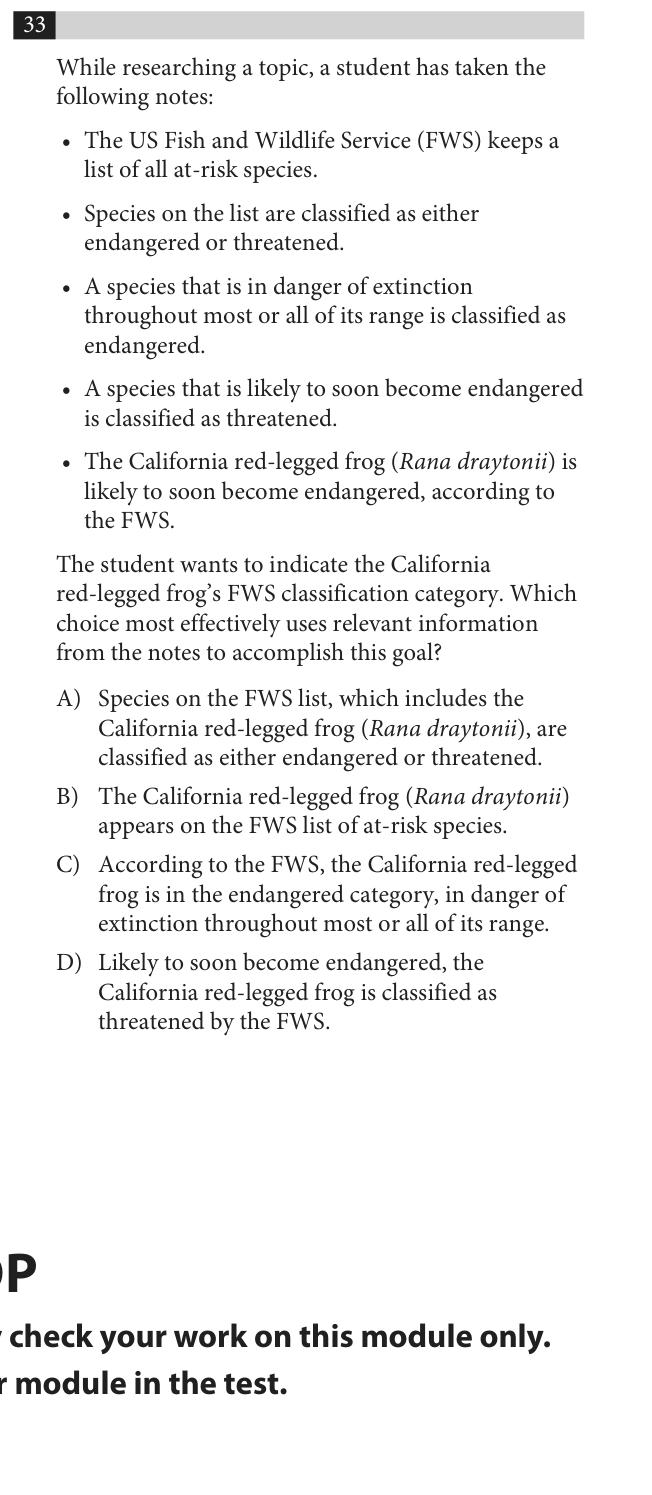 33
While researching a topic, a student has taken the
following notes:
• The US Fish and Wildlife Service (FWS) keeps a
list of all at-risk species.
• Species on the list are classified as either
endangered or threatened.
• A species that is in danger of extinction
throughout most or all of its range is classified as
endangered.
• A species that is likely to soon become endangered
is classified as threatened.
• The California red-legged frog (Rana draytonii) is
likely to soon become endangered, according to
the FWS.
The student wants to indicate the California
red-legged frog’s FWS classification category. Which
choice most effectively uses relevant information
from the notes to accomplish this goal?
A) Species on the FWS list, which includes the
California red-legged frog (Rana draytonii), are
classified as either endangered or threatened.
B) The California red-legged frog (Rana draytonii)
appears on the FWS list of at-risk species.
C) According to the FWS, the California red-legged
frog is in the endangered category, in danger of
extinction throughout most or all of its range.
D) Likely to soon become endangered, the
California red-legged frog is classified as
threatened by the FWS.
P
check your work on this module only.
module in the test.